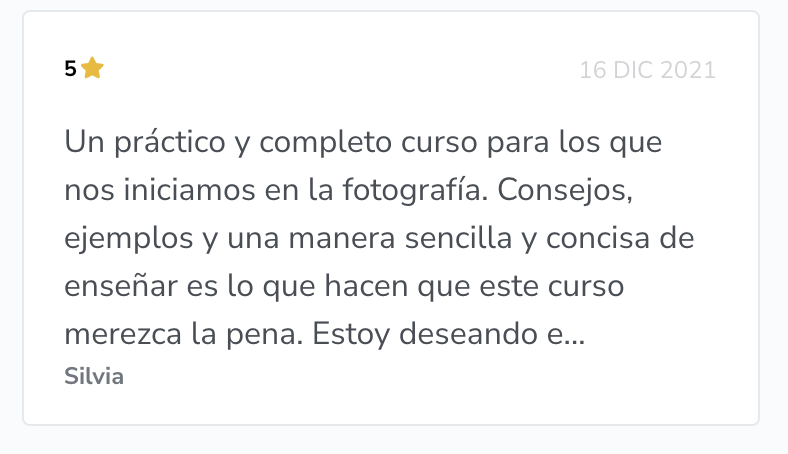 5
16 DIC 2021
Un práctico y completo curso para los que
nos iniciamos en la fotografía. Consejos,
ejemplos y una manera sencilla y concisa de
enseñar es lo que hacen que este curso
merezca la pena. Estoy deseando e...
Silvia